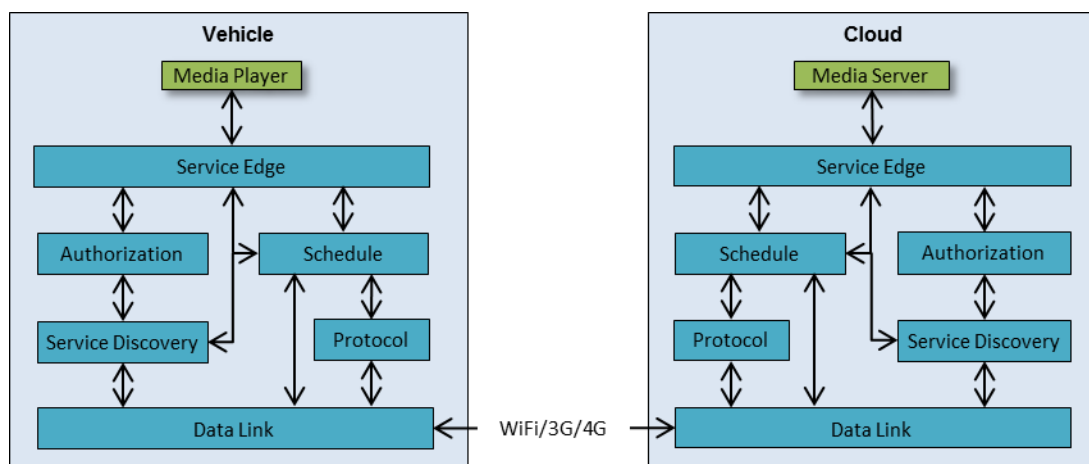 Vehicle
Media Player
Service Edge
Authorization
Schedule
Service Discovery
Protocol
Data Link
WiFi/3G/4G
Cloud
Media Server
Service Edge
Schedule
Authorization
Protocol
Service Discovery
Data Link